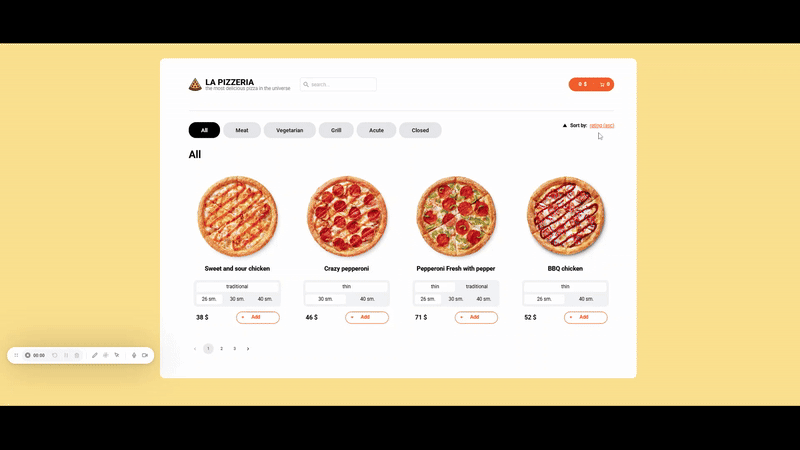 LA PIZZERIA
the most delicious pizza in the universe
search...
0 $ 0
All Meat Vegetarian Grill Acute Closed
Sort by: rating (asc)
All
Sweet and sour chicken
traditional
26 sm. 30 sm. 40 sm.
38 $ + Add
Crazy pepperoni
thin
30 sm. 40 sm.
46 $ + Add
Pepperoni Fresh with pepper
thin traditional
26 sm. 30 sm. 40 sm.
71 $ + Add
BBQ chicken
thin
26 sm. 40 sm.
52 $ + Add
< 1 2 3 >
00:00